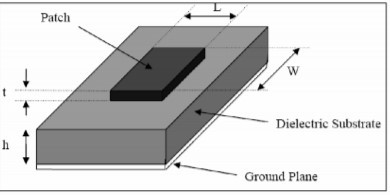 L
Patch
W
t
Dielectric Substrate
h
Ground Plane